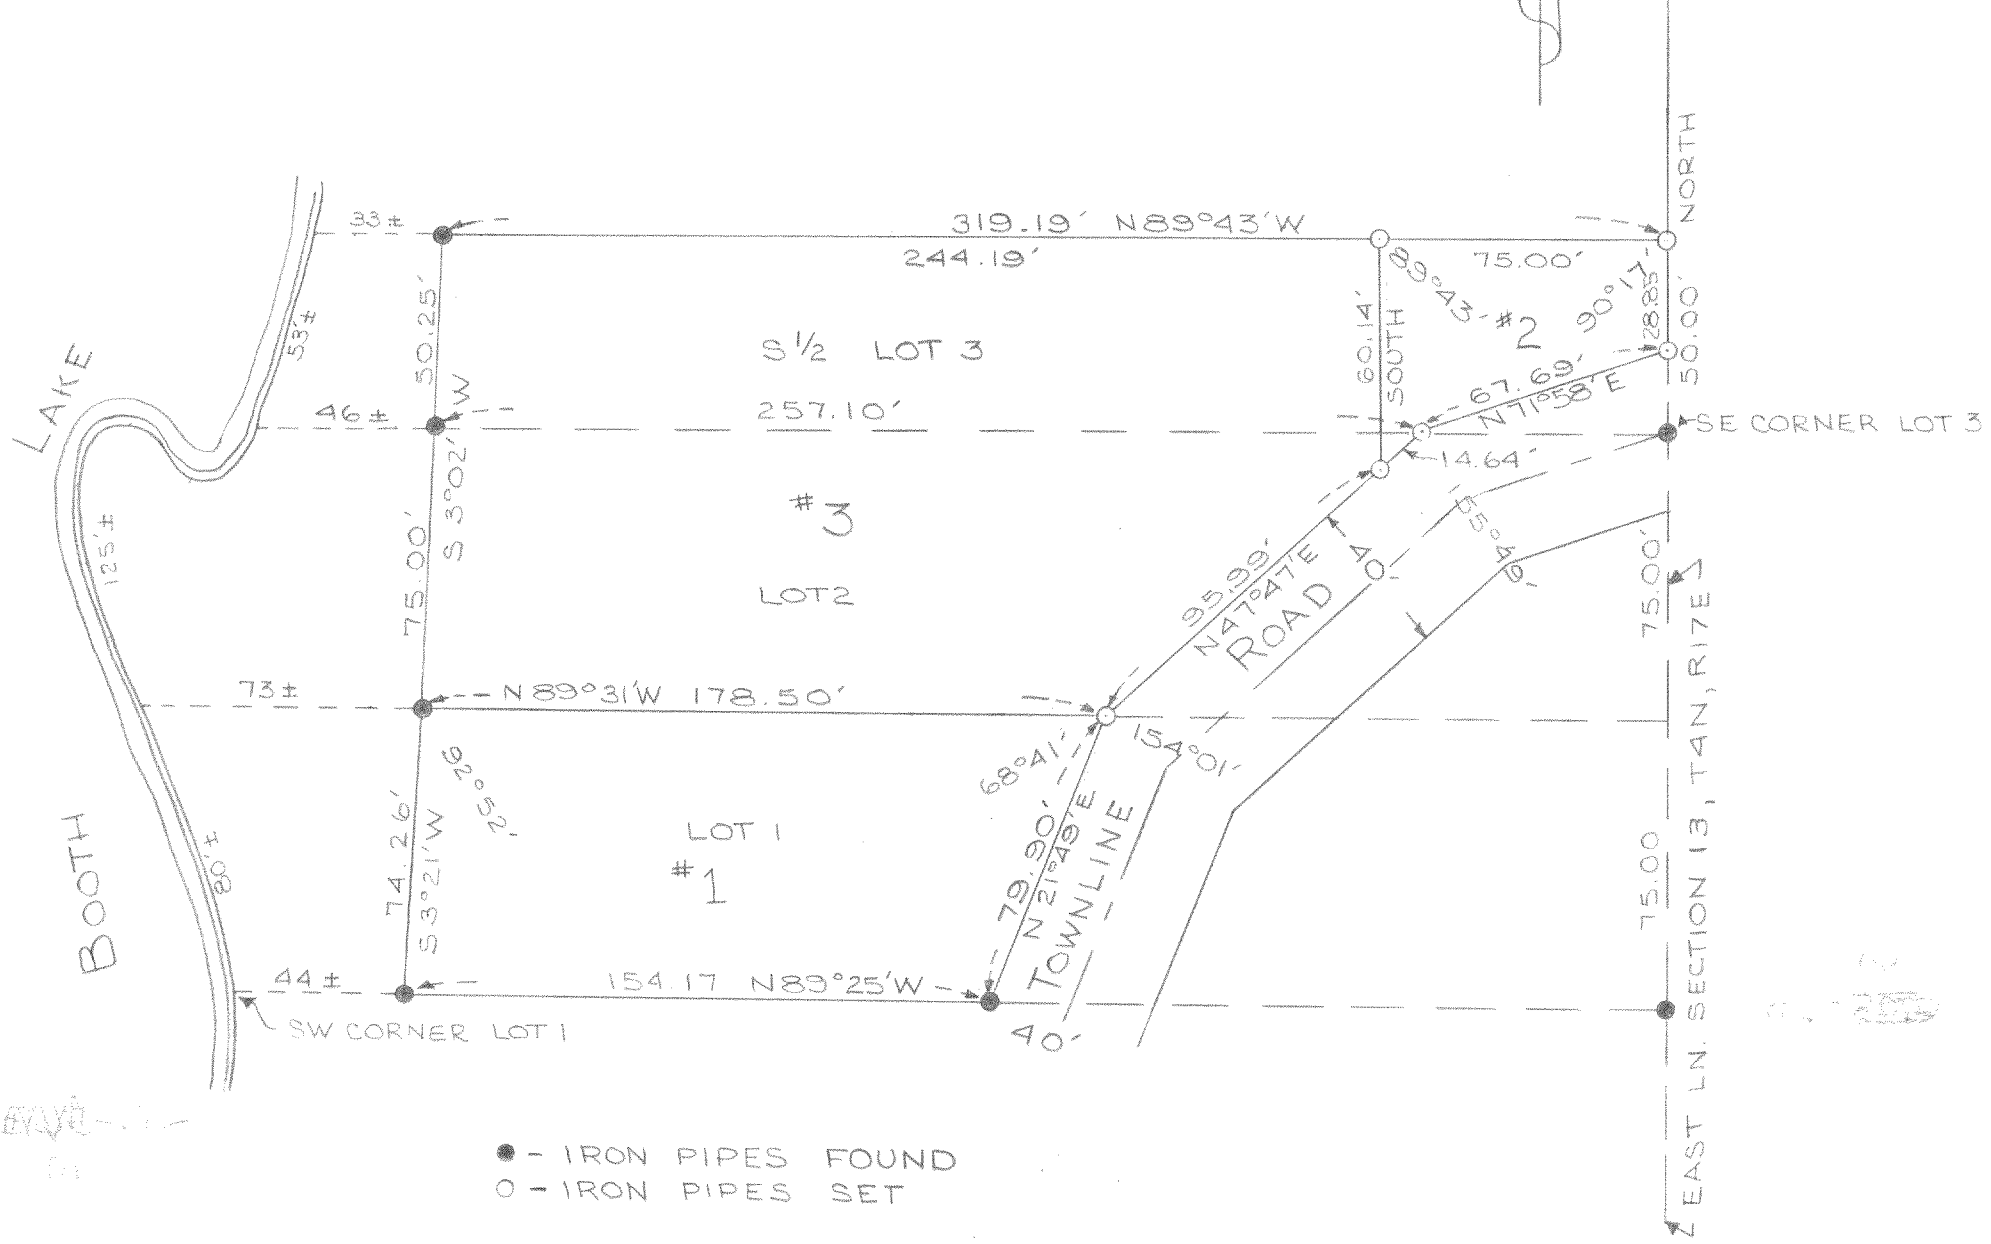 NORTH
33±
319.19' N89°43'W
244.19'
75.00'
89°43'
90°17'
28.85'
50.00'
#2
60.14'
SOUTH
67.69'
N71°58'E
S 1/2 LOT 3
50.25'
53'±
LAKE
46±
257.10'
SE CORNER LOT 3
14.64'
S 3°02' W
75.00'
#3
LOT 2
125'±
95.99'
N47°47'E
ROAD
40'
75.00'
73±
N89°31'W 178.50'
154°01'
68°41'
74.26'
S.3°21'W
LOT 1
#1
79.90'
N21°49'E
TOWNLINE
75.00
80'±
BOOTH
44±
154.17 N89°25'W
40'
SW CORNER LOT 1
EAST LN. SECTION 13, T4N, R17E
● - IRON PIPES FOUND
○ - IRON PIPES SET